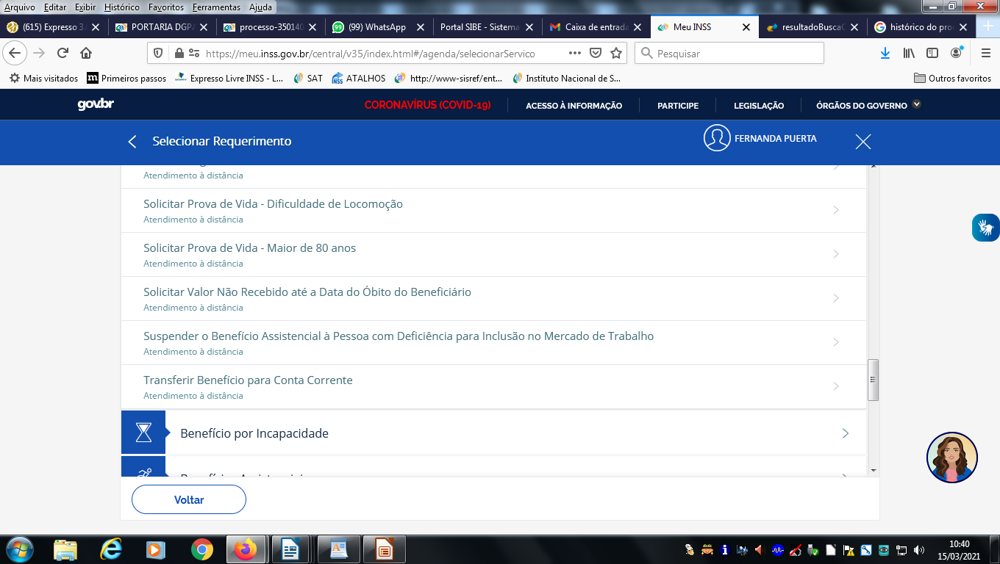 Arquivo Editar Exibir Histórico Favoritos Ferramentas Ajuda
(615) Expresso 3. PORTARIA DGPA processo-350140 (99) WhatsApp Portal SIBE - Sistema Caixa de entrada Meu INSS resultadoBusca histórico do pro
https://meu.inss.gov.br/central/v35/index.html#/agenda/selecionarServico Pesquisar
Mais visitados Primeiros passos Expresso Livre INSS - L... SAT ATALHOS http://www-sisref/ent... Instituto Nacional de S... Outros favoritos
gov.br CORONAVÍRUS (COVID-19) ACESSO À INFORMAÇÃO PARTICIPE LEGISLAÇÃO ÓRGÃOS DO GOVERNO
Selecionar Requerimento FERNANDA PUERTA
Atendimento à distância
Solicitar Prova de Vida - Dificuldade de Locomoção
Atendimento à distância
Solicitar Prova de Vida - Maior de 80 anos
Atendimento à distância
Solicitar Valor Não Recebido até a Data do Óbito do Beneficiário
Atendimento à distância
Suspender o Benefício Assistencial à Pessoa com Deficiência para Inclusão no Mercado de Trabalho
Atendimento à distância
Transferir Benefício para Conta Corrente
Atendimento à distância
Benefício por Incapacidade
Voltar
10:40
15/03/2021